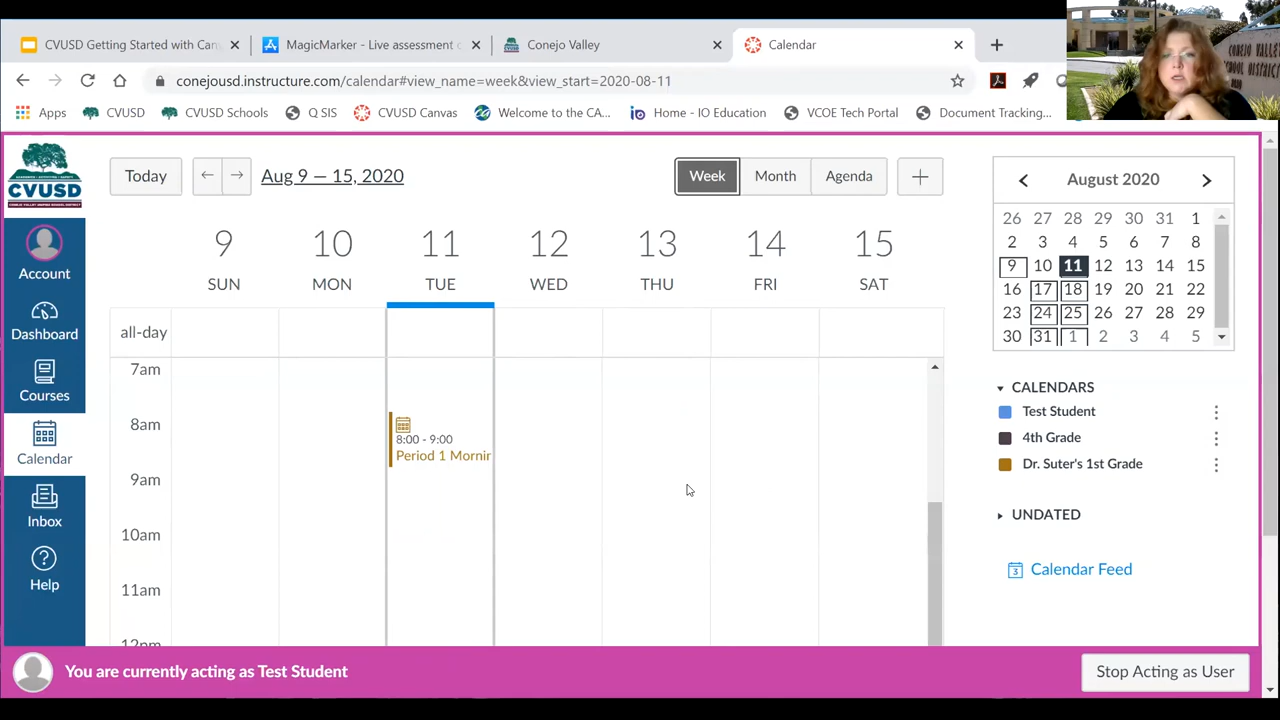 CVUSD Getting Started with Can
MagicMarker - Live assessment
Conejo Valley
Calendar
conejousd.instructure.com/calendar#view_name=week&view_start=2020-08-11
Apps
CVUSD
CVUSD Schools
Q SIS
CVUSD Canvas
Welcome to the CA...
Home - IO Education
VCOE Tech Portal
Document Tracking...
CVUSD
Account
Dashboard
Courses
Calendar
Inbox
Help
Today
Aug 9 — 15, 2020
Week
Month
Agenda
9 10 11 12 13 14 15
SUN MON TUE WED THU FRI SAT
all-day
7am
8am
8:00 - 9:00
Period 1 Mornin
9am
10am
11am
12pm
August 2020
26 27 28 29 30 31 1
2 3 4 5 6 7 8
9 10 11 12 13 14 15
16 17 18 19 20 21 22
23 24 25 26 27 28 29
30 31 1 2 3 4 5
CALENDARS
Test Student
4th Grade
Dr. Suter's 1st Grade
UNDATED
3
Calendar Feed
You are currently acting as Test Student
Stop Acting as User